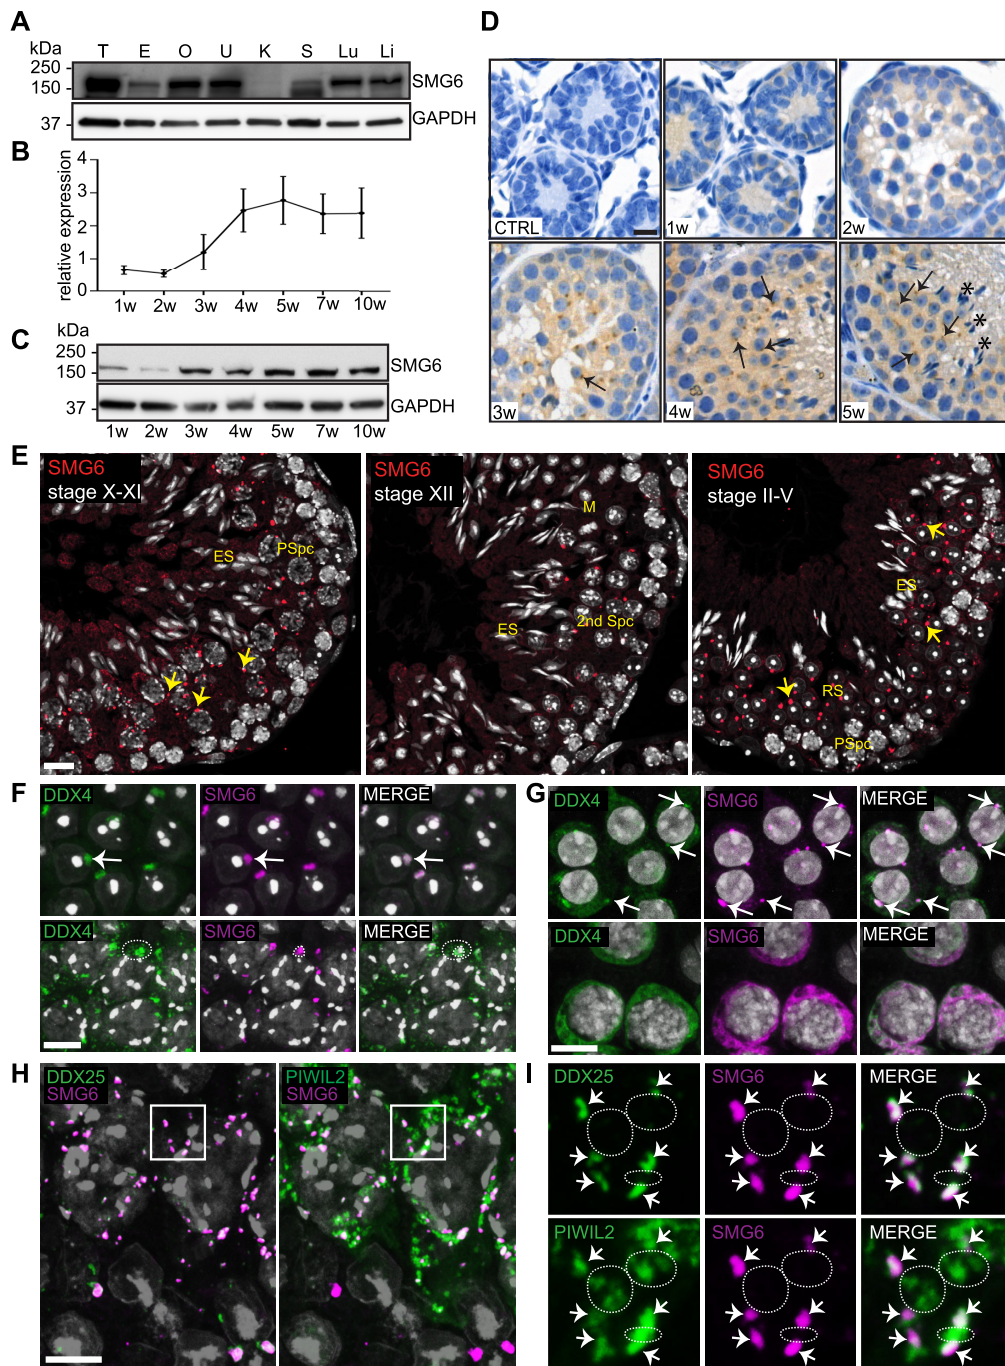 A
kDa T E O U K S Lu Li
250
150
SMG6
37
GAPDH
B
relative expression
4
3
2
1
0
1w 2w 3w 4w 5w 7w 10w
C
kDa
250
150
SMG6
37
GAPDH
1w 2w 3w 4w 5w 7w 10w
D
CTRL
1w
2w
3w
4w
5w
* * *
E
SMG6
stage X-XI
ES
PSpc
SMG6
stage XII
M
ES
2nd Spc
SMG6
stage II-V
ES
RS
PSpc
F
DDX4 SMG6 MERGE
DDX4 SMG6 MERGE
G
DDX4 SMG6 MERGE
DDX4 SMG6 MERGE
H
DDX25
SMG6
PIWIL2
SMG6
I
DDX25 SMG6 MERGE
PIWIL2 SMG6 MERGE